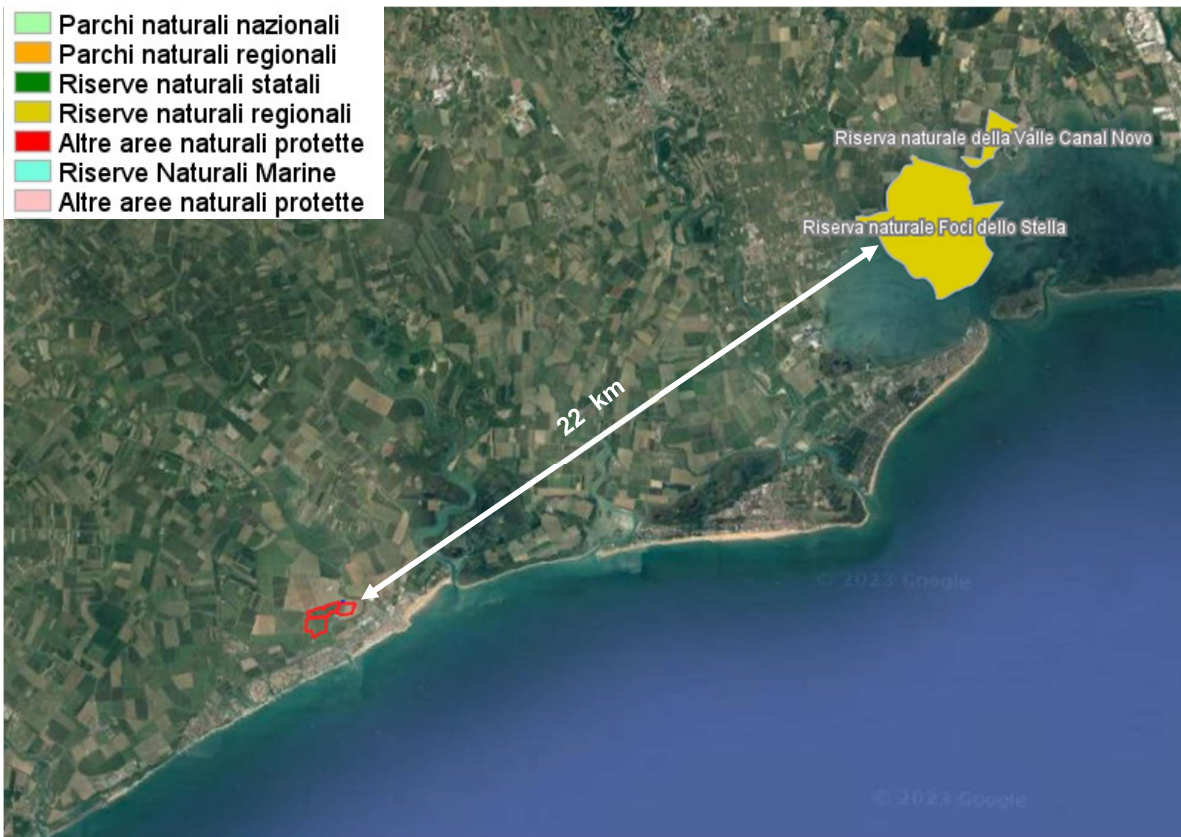 Parchi naturali nazionali
Parchi naturali regionali
Riserve naturali statali
Riserve naturali regionali
Altre aree naturali protette
Riserve Naturali Marine
Altre aree naturali protette
Riserva naturale della Valle Canal Novo
Riserva naturale Foci dello Stella
22 km
© 2023 Google
© 2023 Google